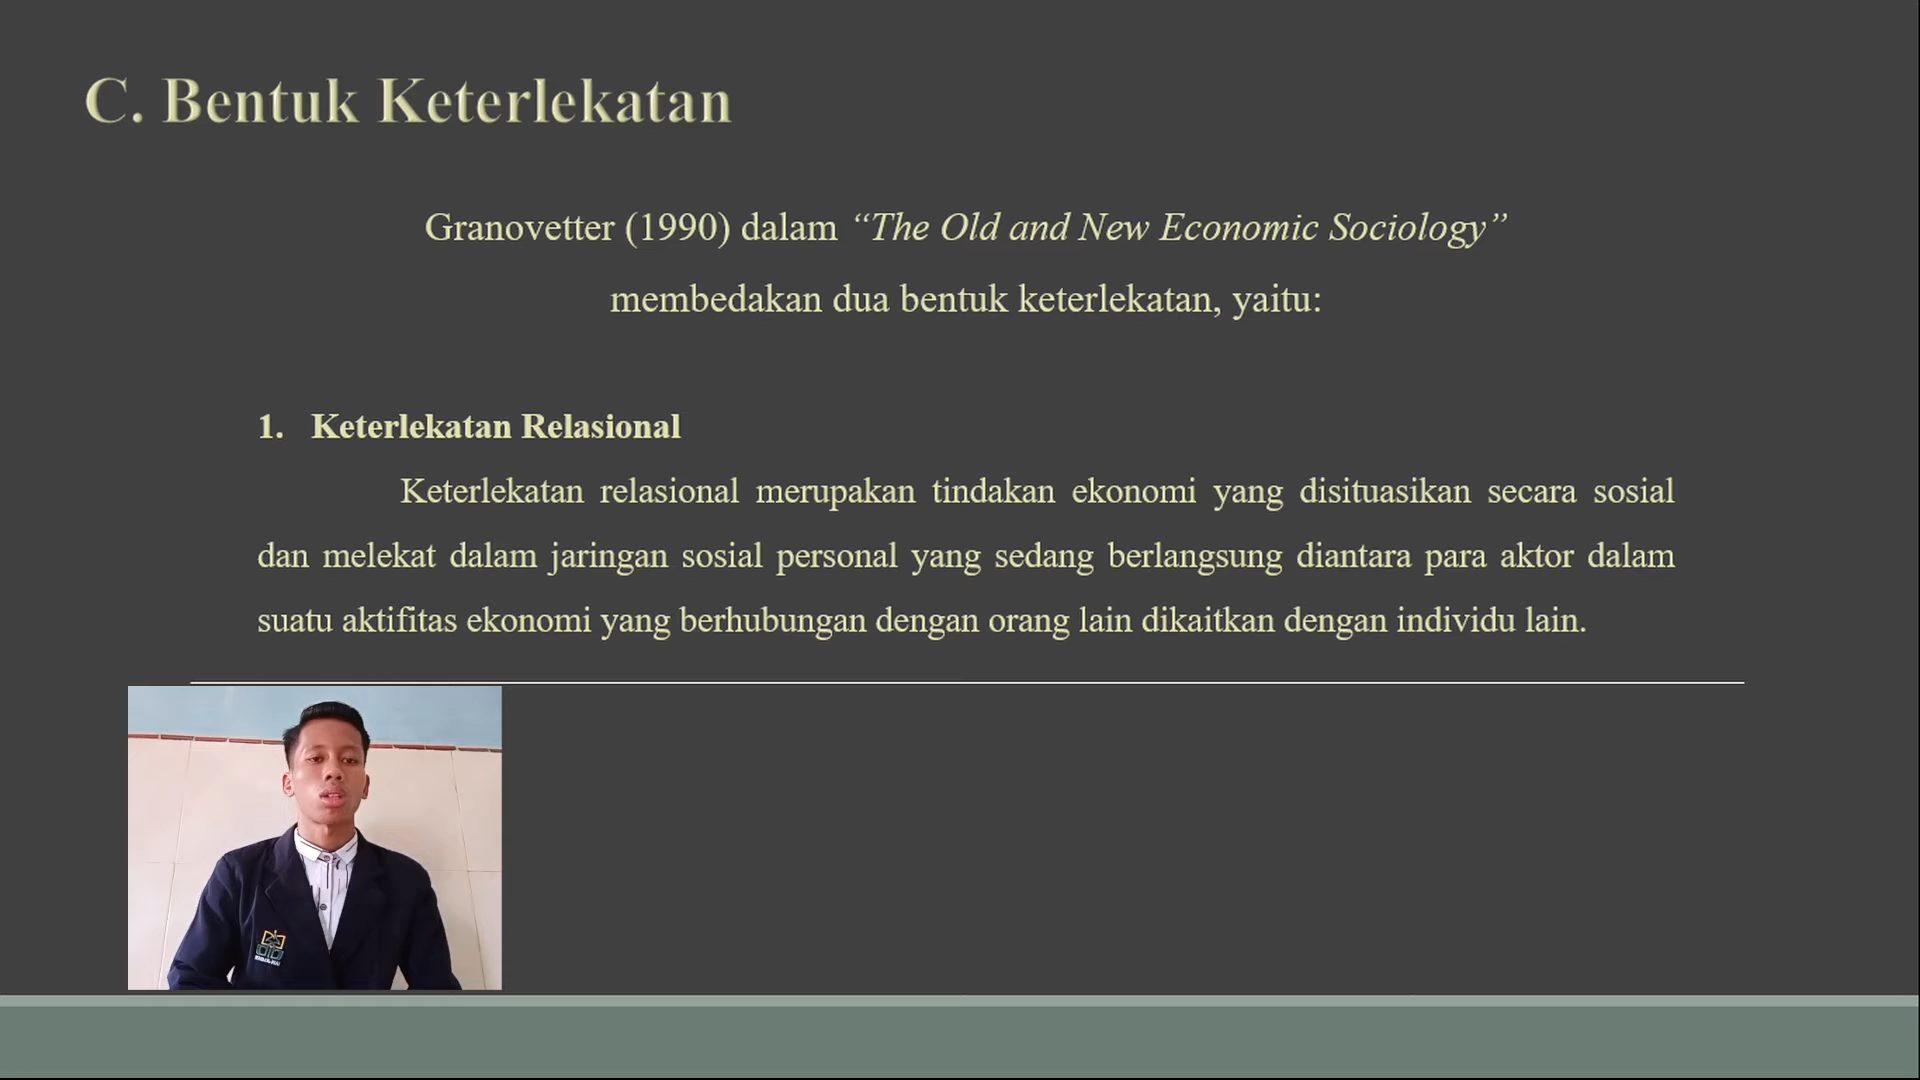 C. Bentuk Keterlekatan
Granovetter (1990) dalam “The Old and New Economic Sociology”
membedakan dua bentuk keterlekatan, yaitu:
1. Keterlekatan Relasional
Keterlekatan relasional merupakan tindakan ekonomi yang disituasikan secara sosial
dan melekat dalam jaringan sosial personal yang sedang berlangsung diantara para aktor dalam
suatu aktifitas ekonomi yang berhubungan dengan orang lain dikaitkan dengan individu lain.